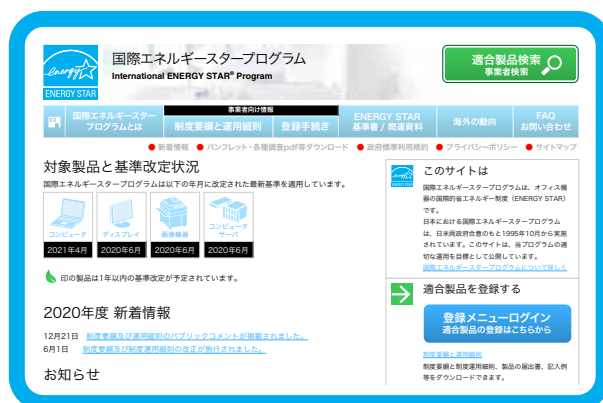 energy
ENERGY STAR
国際エネルギースタープログラム
International ENERGY STAR® Program
適合製品検索
事業者検索
国際エネルギースター
プログラムとは
事業者向け情報
制度要綱と運用細則
登録手続き
ENERGY STAR
基準書 / 関連資料
海外の動向
FAQ
お問い合わせ
新着情報
パンフレット・各種調査pdf等ダウンロード
政府標準利用規約
プライバシーポリシー
サイトマップ
対象製品と基準改定状況
国際エネルギースタープログラムは以下の年月に改定された最新基準を適用しています。
コンピュータ
2021年4月
ディスプレイ
2020年6月
画像機器
2020年6月
コンピュータ
サーバ
2020年6月
印の製品は1年以内の基準改定が予定されています。
2020年度 新着情報
12月21日 制度要綱及び運用細則のパブリックコメントが掲載されました。
6月1日 制度要綱及び制度運用細則の改正が施行されました。
お知らせ
このサイトは
国際エネルギースタープログラムは、オフィス機
器の国際的省エネルギー制度（ENERGY STAR）
です。
日本における国際エネルギースタープログラム
は、日米両政府合意のもと1995年10月から実施
されています。このサイトは、当プログラムの適
切な運用を目標として公開しています。
国際エネルギースタープログラムについて詳しく
適合製品を登録する
登録メニューログイン
適合製品の登録はこちらから
制度要綱と運用細則
制度要綱と制度運用細則、製品の届出書、記入例
等をダウンロードできます。